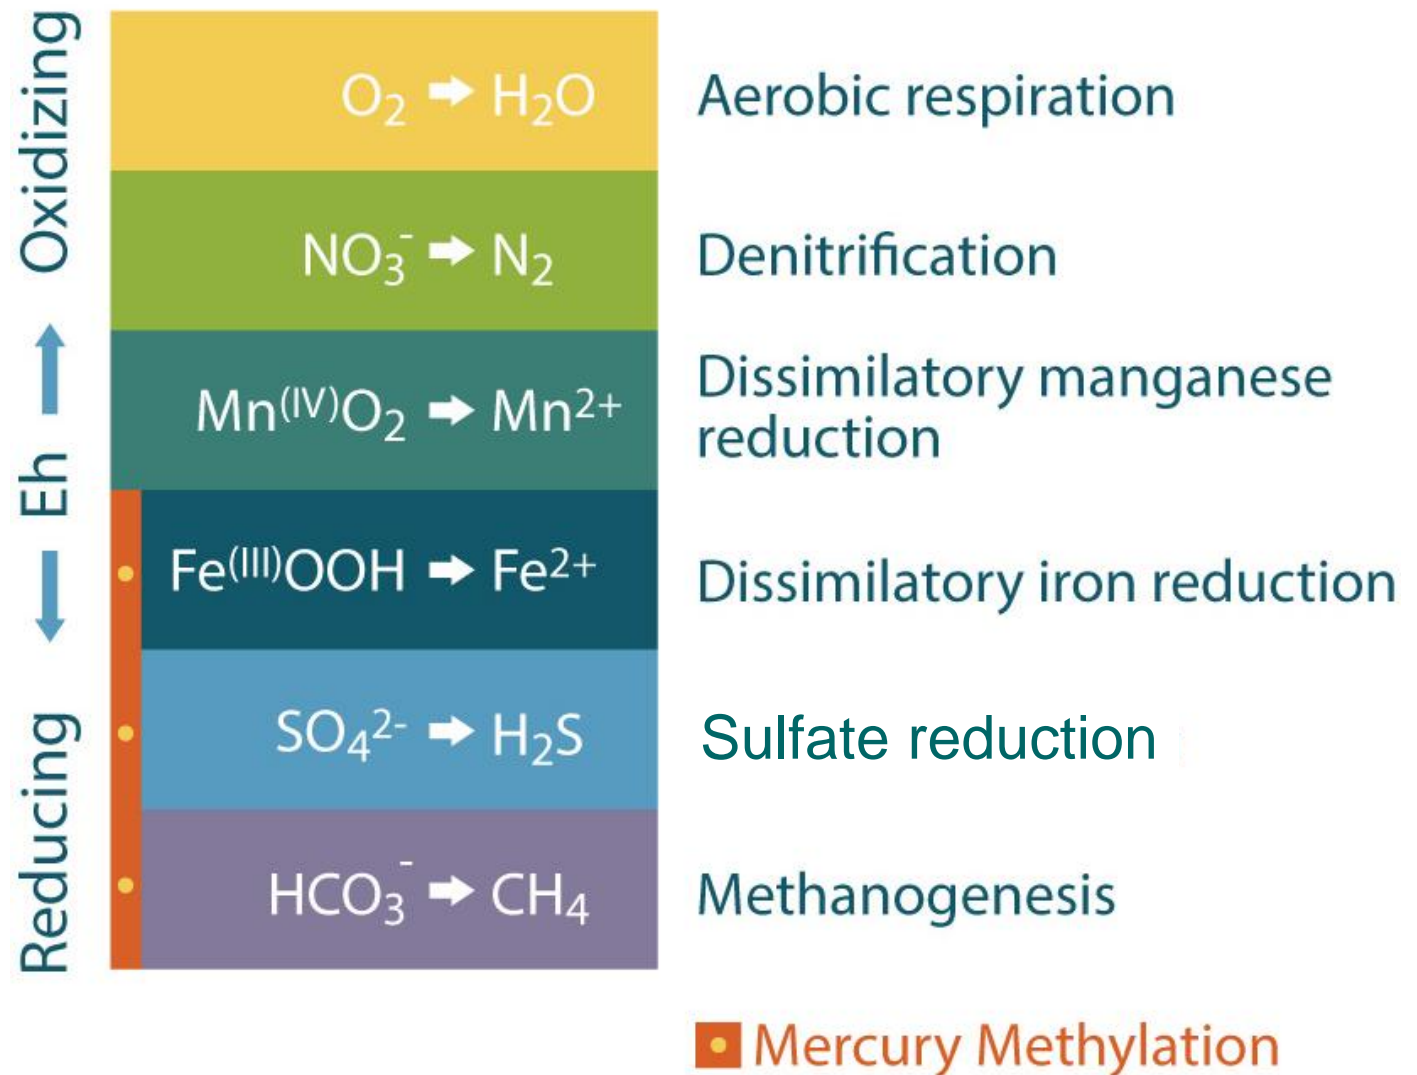 Oxidizing
Eh
Reducing
O₂ ➡ H₂O
Aerobic respiration
NO₃⁻ ➡ N₂
Denitrification
Mn⁽ᴵⱽ⁾O₂ ➡ Mn²⁺
Dissimilatory manganese
reduction
Fe⁽ᴵᴵᴵ⁾OOH ➡ Fe²⁺
Dissimilatory iron reduction
SO₄²⁻ ➡ H₂S
Sulfate reduction
HCO₃⁻ ➡ CH₄
Methanogenesis
Mercury Methylation